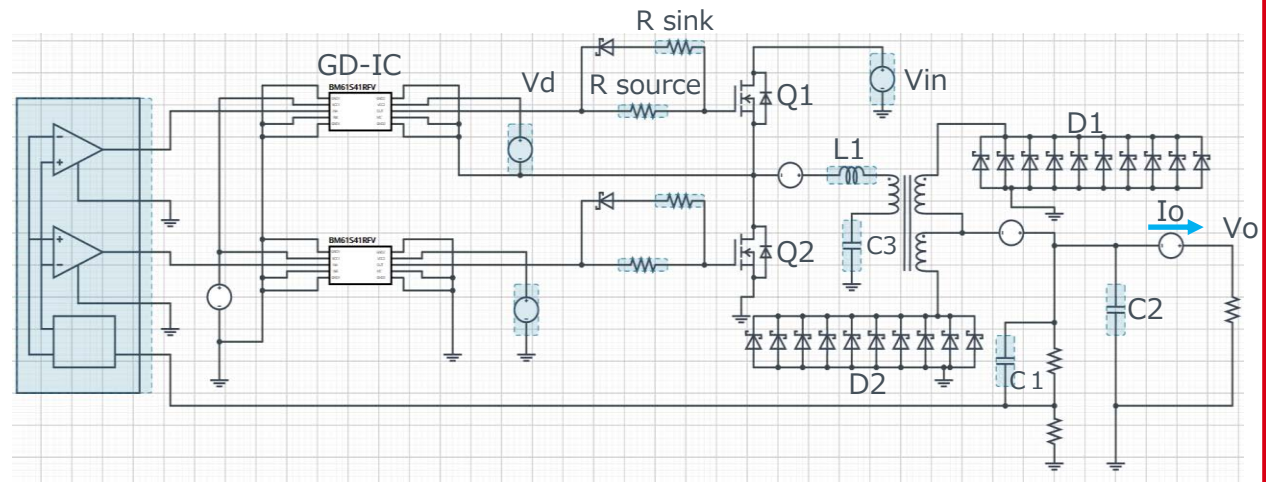 R sink
GD-IC
Vd
R source
Vin
BM61S41RFV
Q1
D1
L1
Io
Vo
BM61S41RFV
Q2
C3
C2
D2
C1